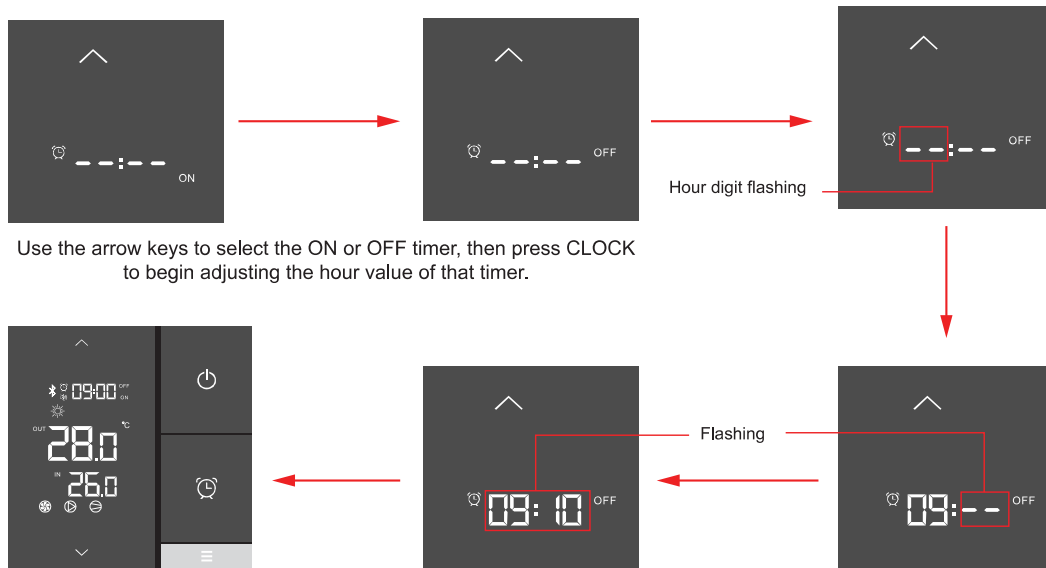 --:--
ON
--:-- OFF
--:-- OFF
Hour digit flashing
Use the arrow keys to select the ON or OFF timer, then press CLOCK
to begin adjusting the hour value of that timer.
09:00 OFF
ON
OUT 28.0 °C
IN 26.0
Flashing
09:10 OFF
09:-- OFF